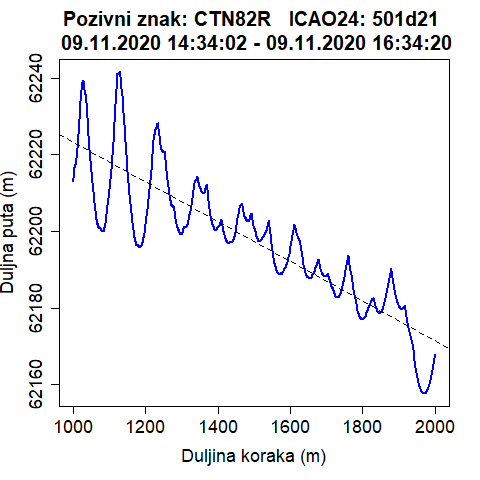 Pozivni znak: CTN82R   ICAO24: 501d21
09.11.2020 14:34:02 - 09.11.2020 16:34:20
Duljina puta (m)
62240
62220
62200
62180
62160
1000
1200
1400
1600
1800
2000
Duljina koraka (m)